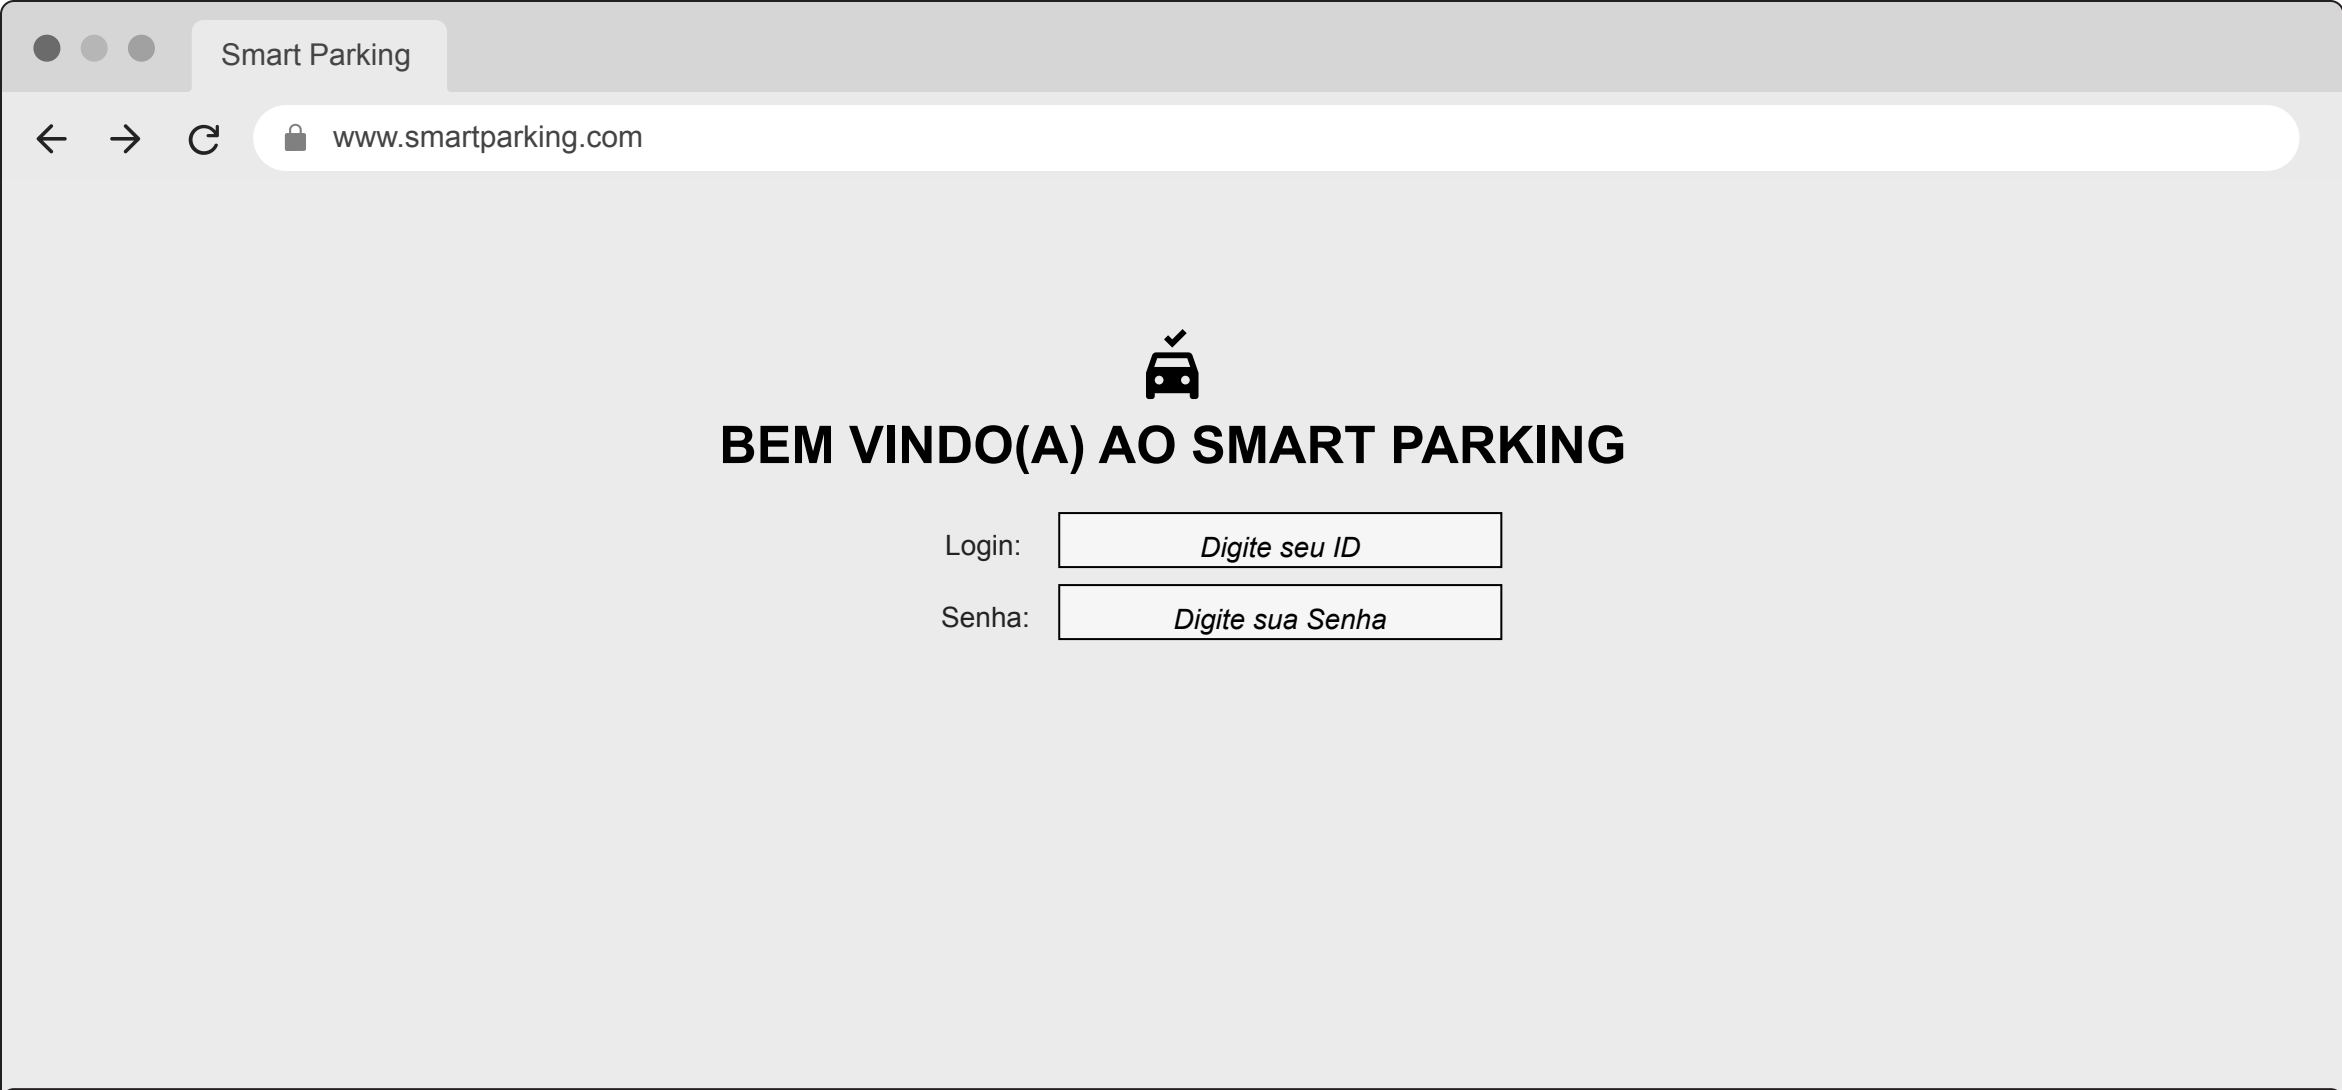 Smart Parking
www.smartparking.com
BEM VINDO(A) AO SMART PARKING
Login: Digite seu ID
Senha: Digite sua Senha